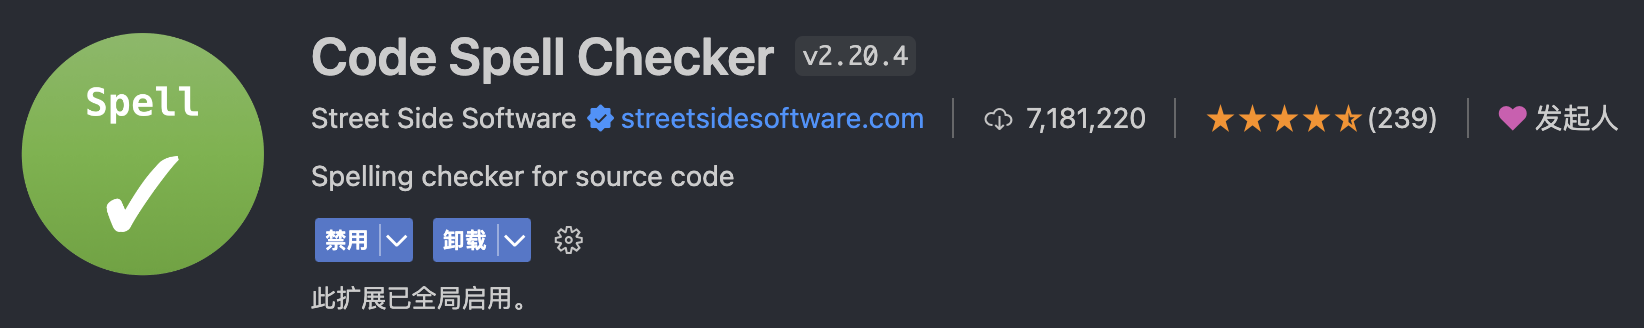 Spell
Code Spell Checker v2.20.4
Street Side Software streetsidesoftware.com 7,181,220 (239) 发起人
Spelling checker for source code
禁用 卸载
此扩展已全局启用。